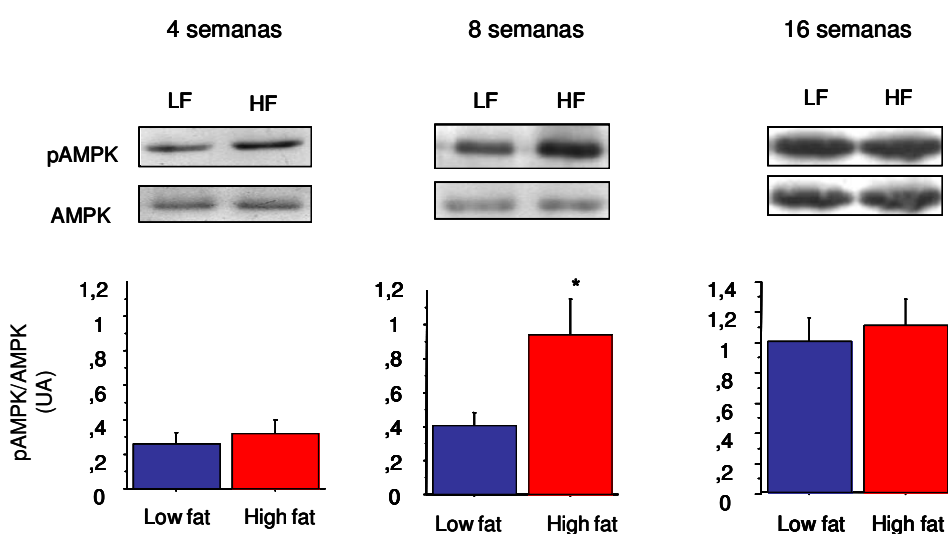 4 semanas 8 semanas 16 semanas
LF HF LF HF LF HF
pAMPK
AMPK
pAMPK/AMPK
(UA)
1,2
1
,8
,6
,4
,2
0
Low fat High fat
1,2
1
,8
,6
,4
,2
0
*
Low fat High fat
1,4
1,2
1
,8
,6
,4
,2
0
Low fat High fat